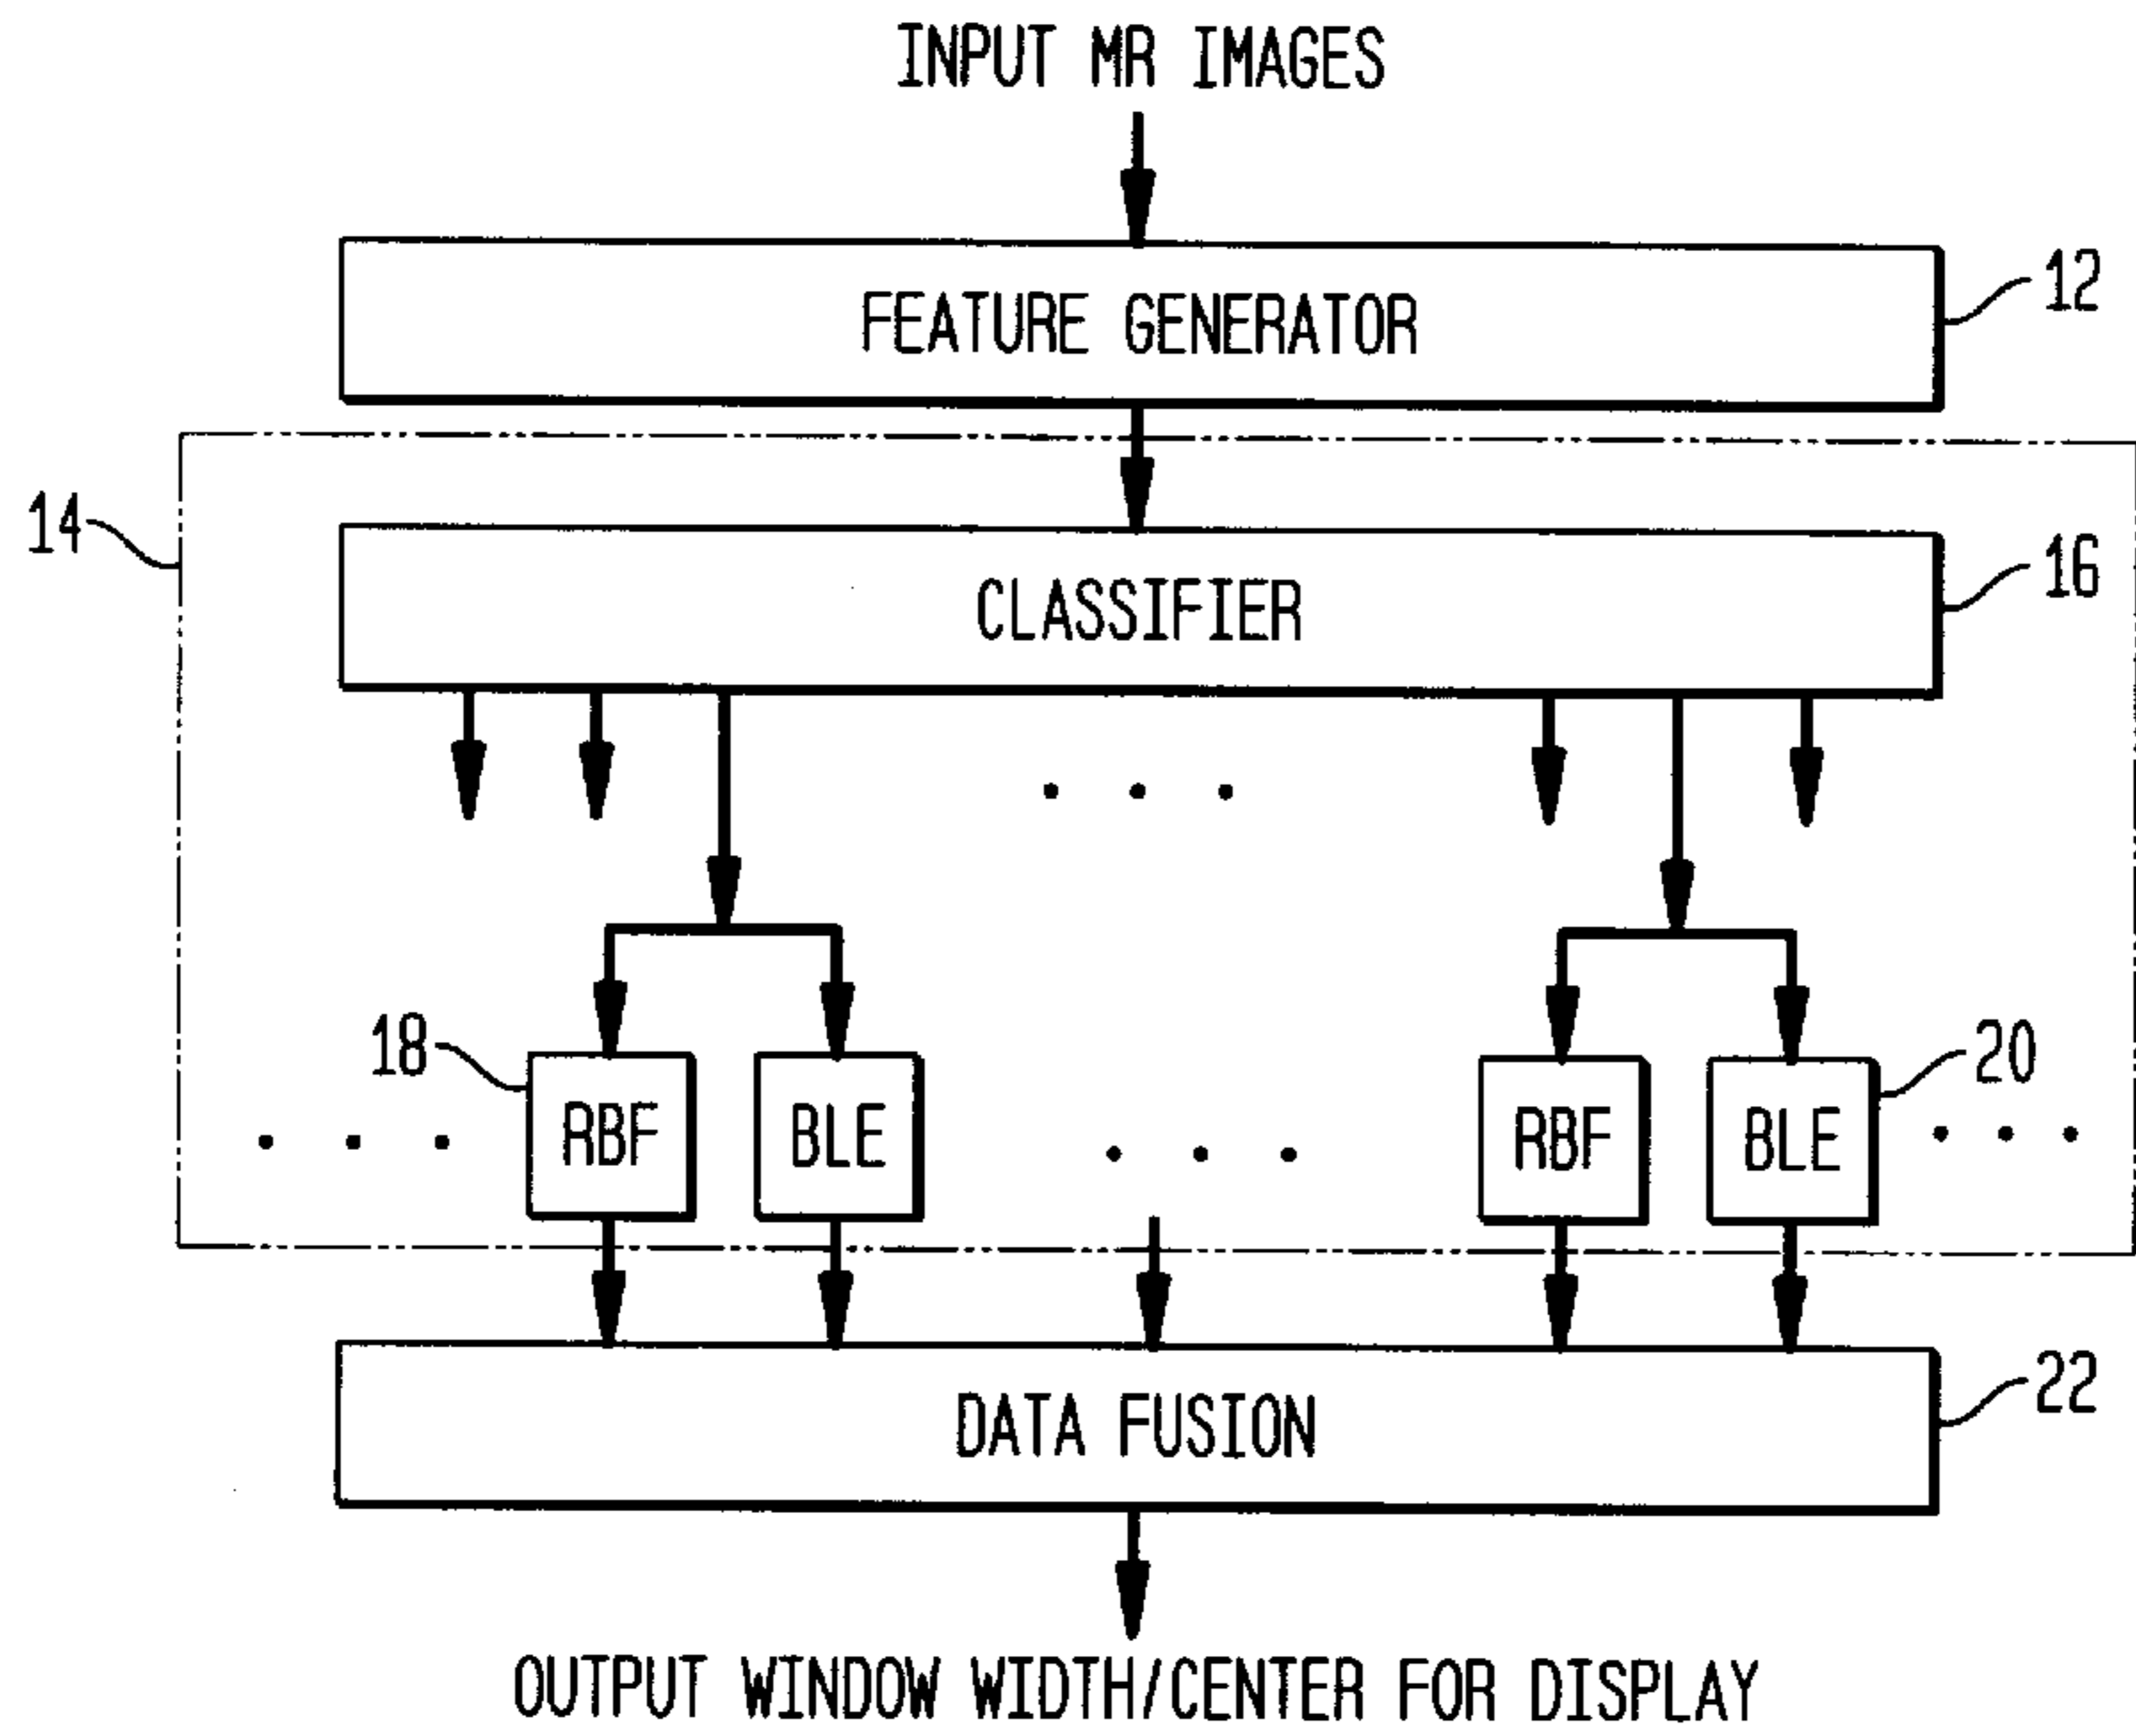 INPUT MR IMAGES
FEATURE GENERATOR
12
14
CLASSIFIER
16
18
RBF
BLE
RBF
BLE
20
DATA FUSION
22
OUTPUT WINDOW WIDTH/CENTER FOR DISPLAY